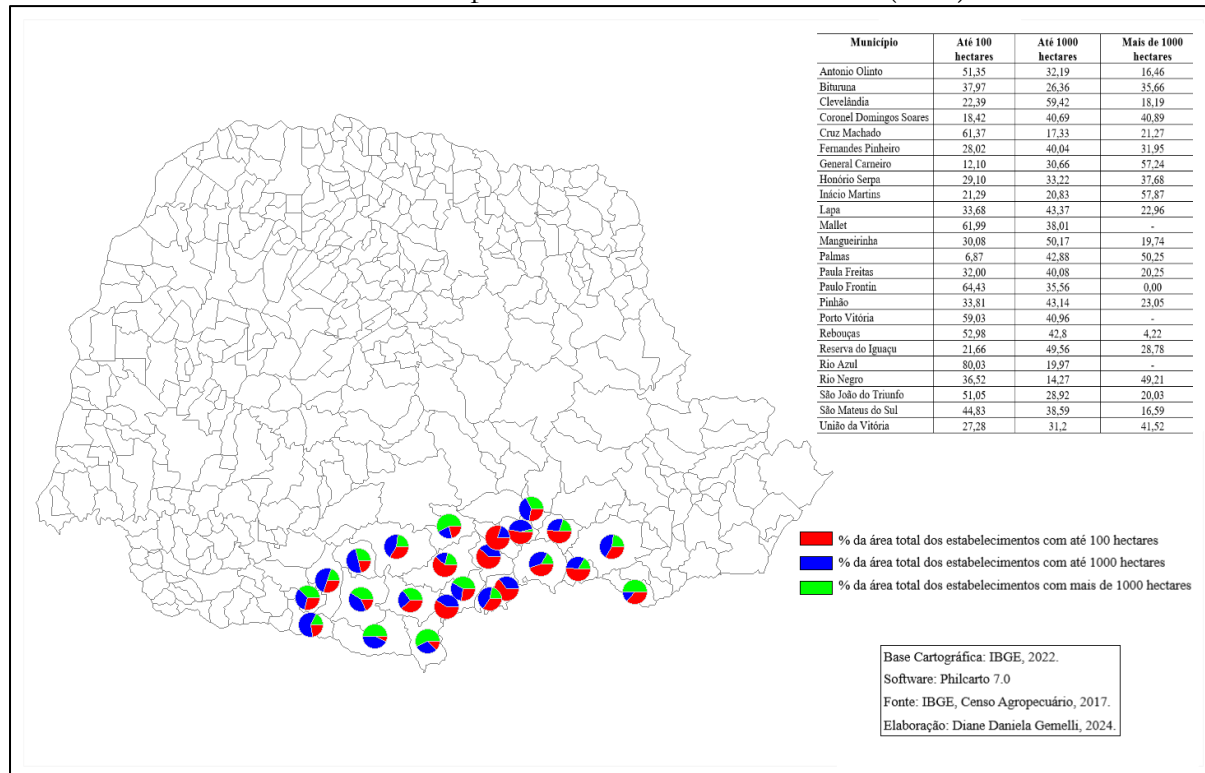 Município Até 100 hectares Até 1000 hectares Mais de 1000 hectares
Antonio Olinto 51,35 32,19 16,46
Bituruna 37,97 26,36 35,66
Clevelândia 22,39 59,42 18,19
Coronel Domingos Soares 18,42 40,69 40,89
Cruz Machado 61,37 17,33 21,27
Fernandes Pinheiro 28,02 40,04 31,95
General Carneiro 12,10 30,66 57,24
Honório Serpa 29,10 33,22 37,68
Inácio Martins 21,29 20,83 57,87
Lapa 33,68 43,37 22,96
Mallet 61,99 38,01 -
Mangueirinha 30,08 50,17 19,74
Palmas 6,87 42,88 50,25
Paula Freitas 32,00 40,08 20,25
Paulo Frontin 64,43 35,56 0,00
Pinhão 33,81 43,14 23,05
Porto Vitória 59,03 40,96 -
Rebouças 52,98 42,8 4,22
Reserva do Iguaçu 21,66 49,56 28,78
Rio Azul 80,03 19,97 -
Rio Negro 36,52 14,27 49,21
São João do Triunfo 51,05 28,92 20,03
São Mateus do Sul 44,83 38,59 16,59
União da Vitória 27,28 31,2 41,52
% da área total dos estabelecimentos com até 100 hectares
% da área total dos estabelecimentos com até 1000 hectares
% da área total dos estabelecimentos com mais de 1000 hectares
Base Cartográfica: IBGE, 2022.
Software: Philcarto 7.0
Fonte: IBGE, Censo Agropecuário, 2017.
Elaboração: Diane Daniela Gemelli, 2024.